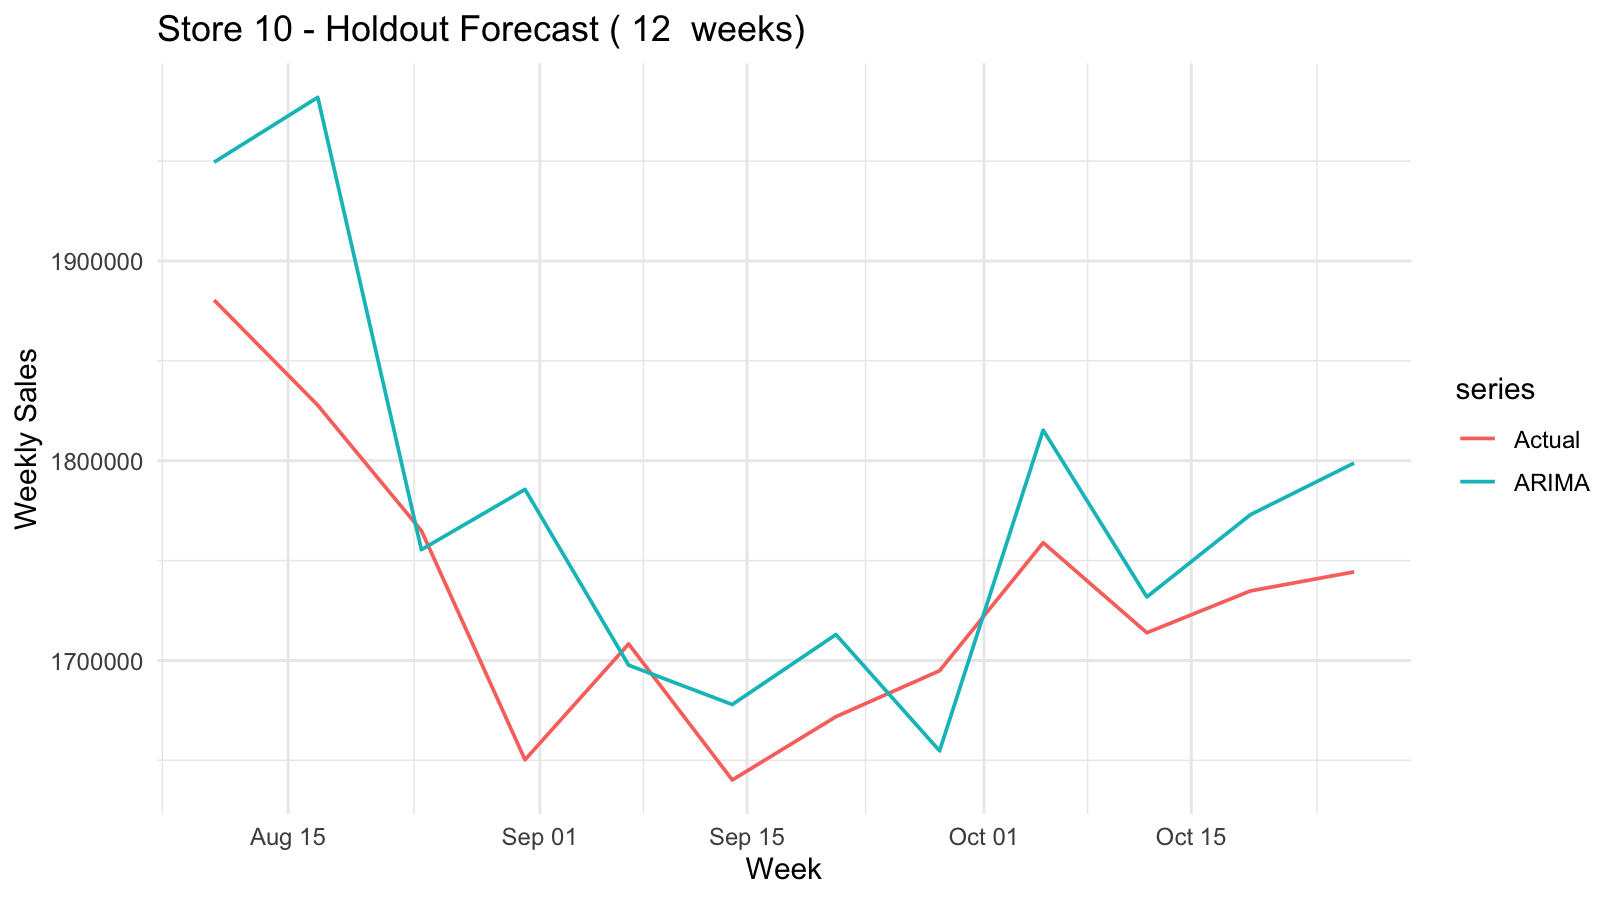 Store 10 - Holdout Forecast ( 12  weeks)
1900000
1800000
1700000
Weekly Sales
Aug 15
Sep 01
Sep 15
Oct 01
Oct 15
Week
series
Actual
ARIMA